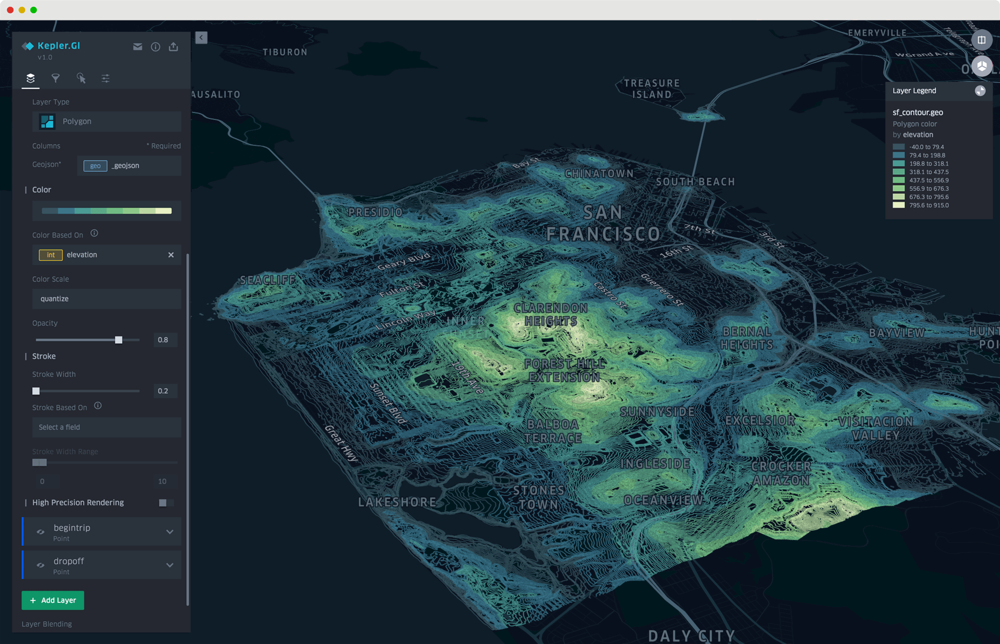 Kepler.Gl
v1.0
Layer Type
Polygon
Columns
* Required
Geojson*
geo
_geojson
Color
Color Based On
int
elevation
Color Scale
quantize
Opacity
0.8
Stroke
Stroke Width
0.2
Stroke Based On
Select a field
Stroke Width Range
0
10
High Precision Rendering
begintrip
Point
dropoff
Point
+ Add Layer
Layer Blending
TIBURON
AUSALITO
EMERYVILLE
Telegraph Ave
W Grand Ave
TREASURE
ISLAND
Bay St
CHINATOWN
SOUTH BEACH
PRESIDIO
SAN
FRANCISCO
7th St
3rd St
16th St
Geary Blvd
SEACLIFF
Fulton St
Castro St
Guerrero St
CLARENDON
HEIGHTS
Lincoln Way
INNER
SUNSET
BERNAL
HEIGHTS
BAYVIEW
HUNT
POI
FOREST HILL
EXTENSION
19th Ave
Sunset Blvd
SUNNYSIDE
BALBOA
TERRACE
EXCELSIOR
VISITACION
VALLEY
Great Hwy
INGLESIDE
CROCKER
AMAZON
STONES
TOWN
LAKESHORE
OCEANVIEW
DALY CITY
Layer Legend
sf_contour.geo
Polygon color
by elevation
-40.0 to 79.4
79.4 to 198.8
198.8 to 318.1
318.1 to 437.5
437.5 to 556.9
556.9 to 676.3
676.3 to 795.6
795.6 to 915.0